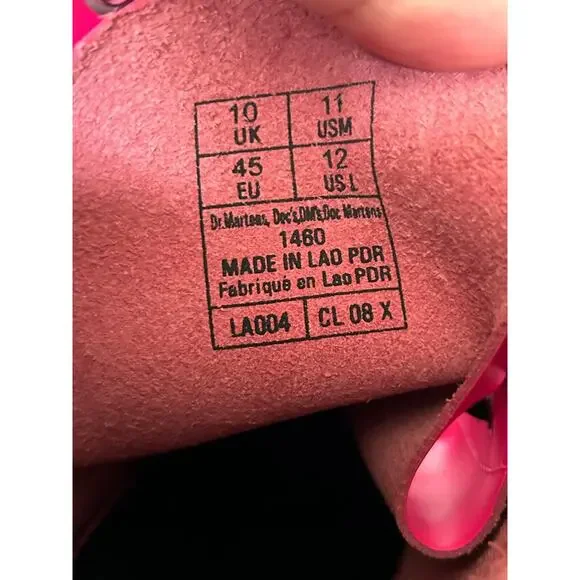 10 UK 11 USM
45 EU 12 US L
Dr.Martens, Doc's,DM's,Doc Martens
1460
MADE IN LAO PDR
Fabriqué en Lao PDR
LA004 CL 08 X